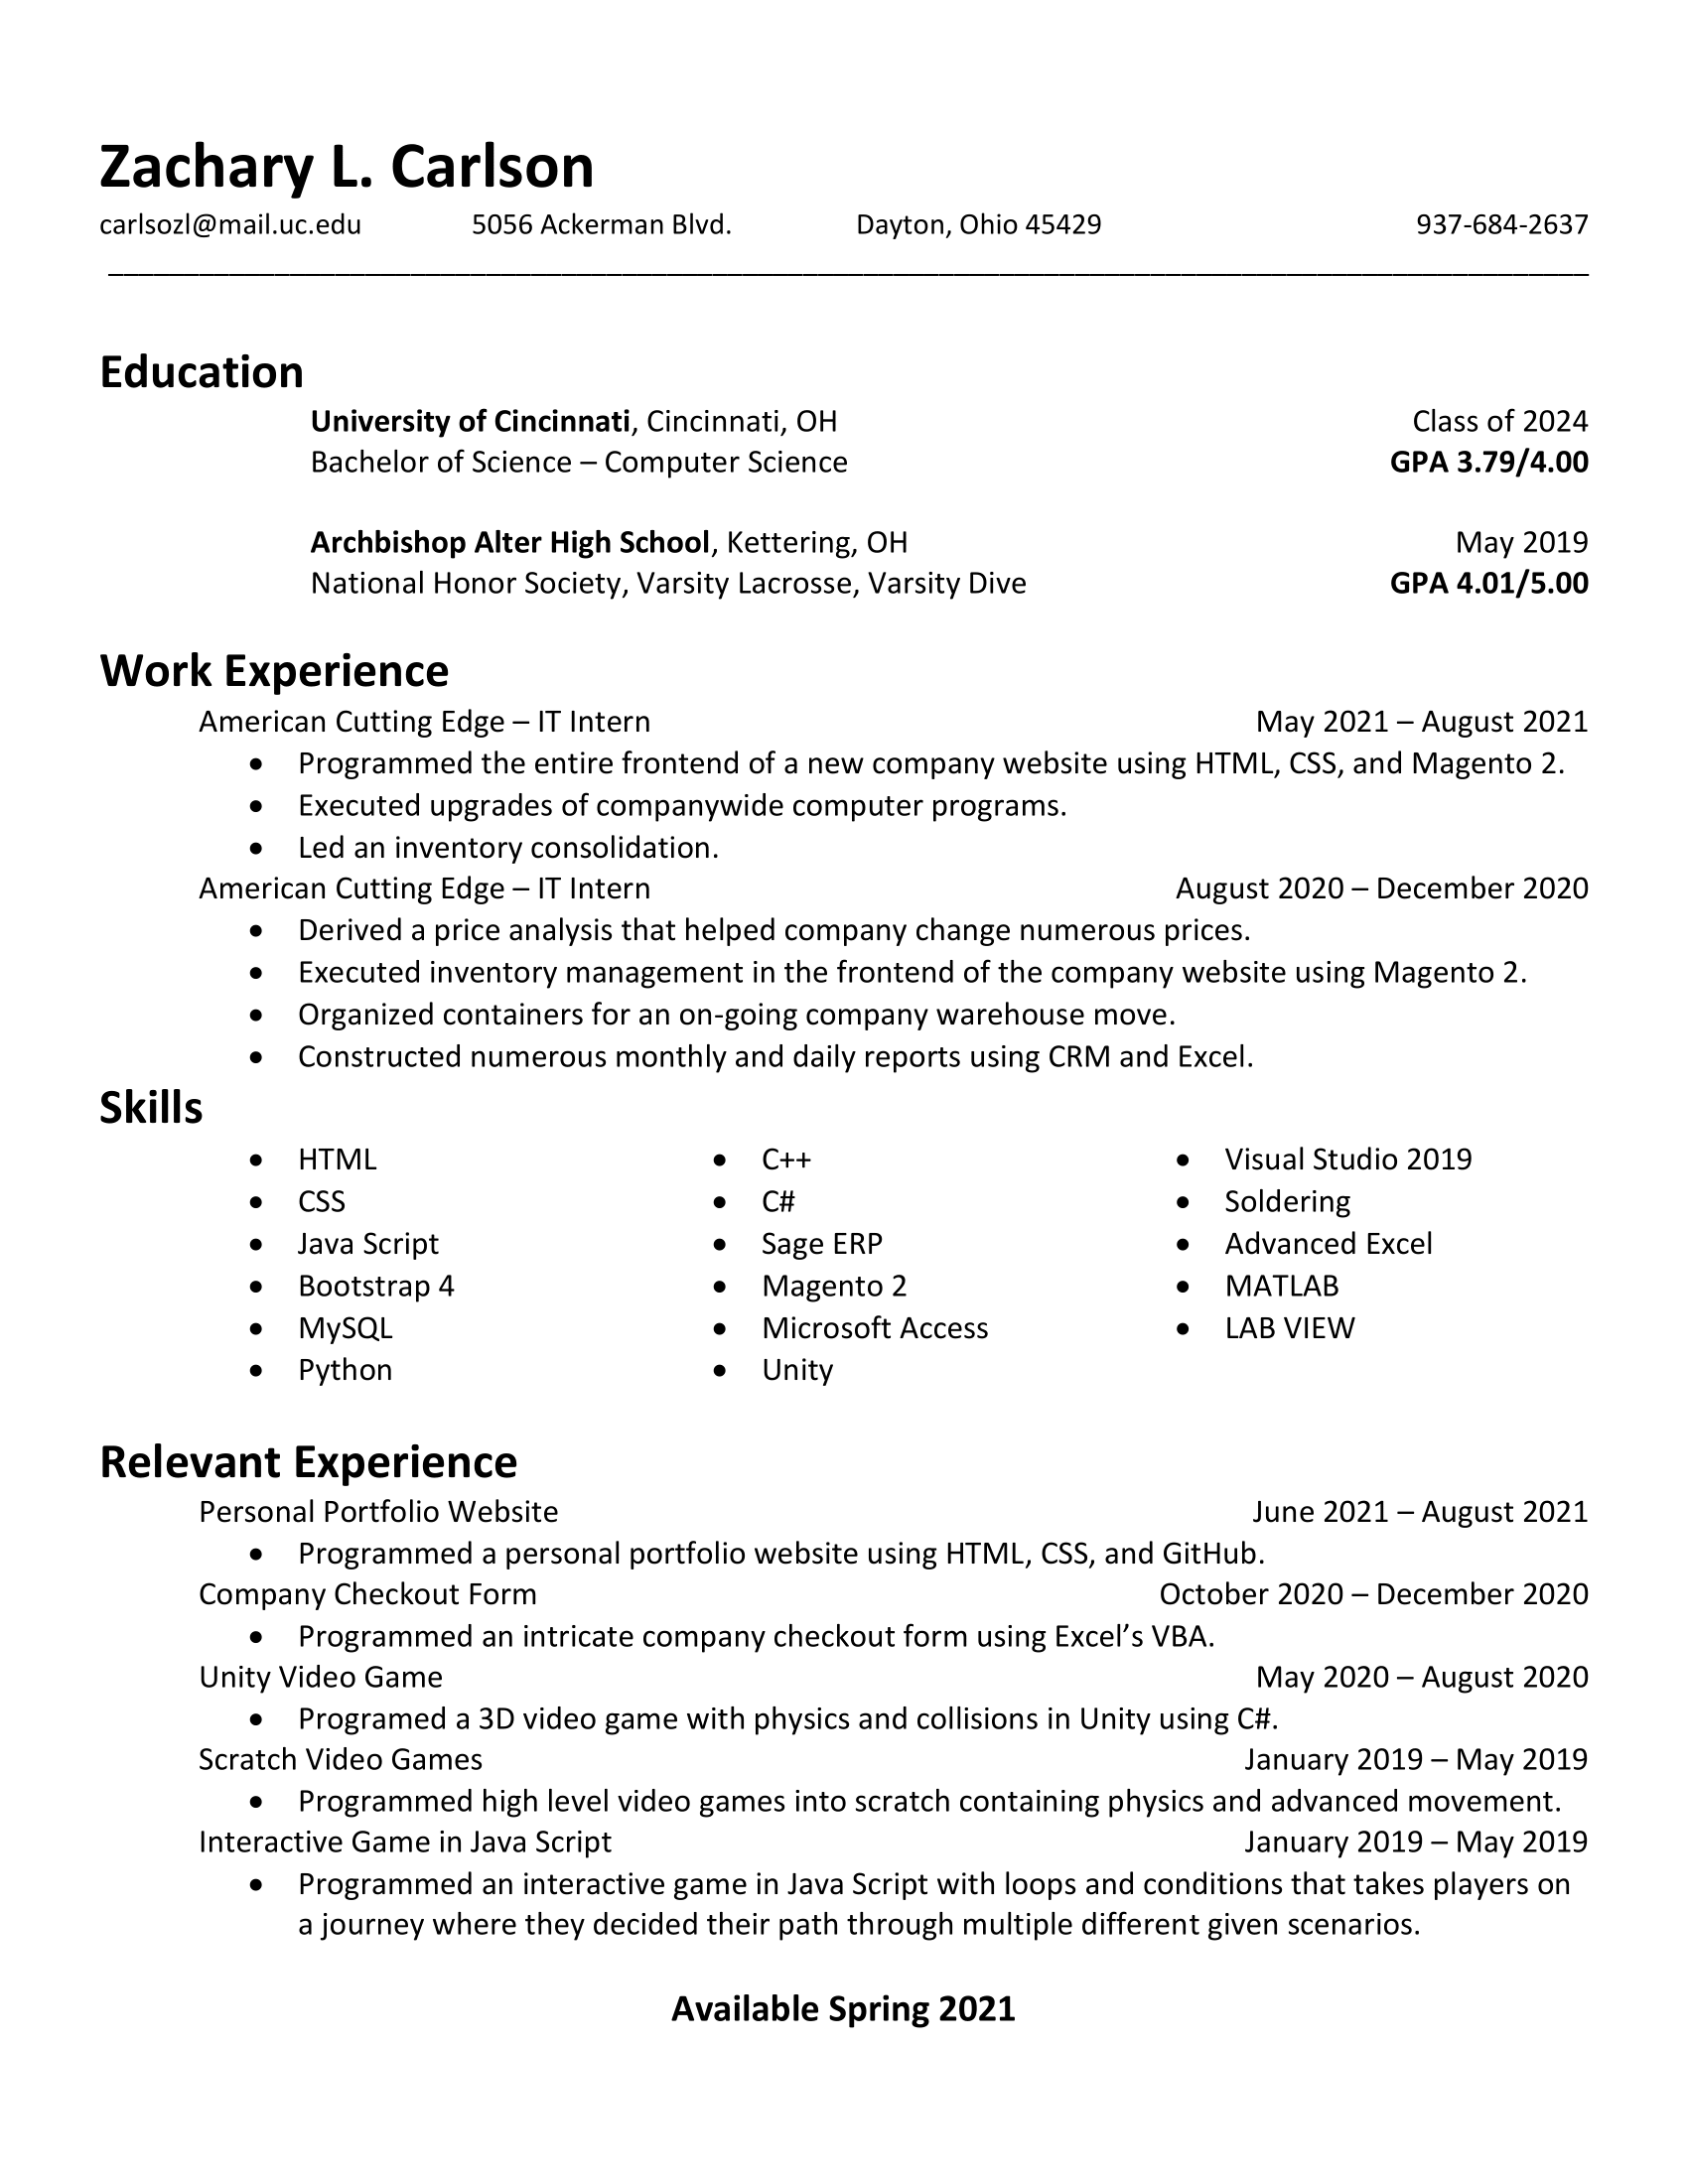 Zachary L. Carlson
carlsozl@mail.uc.edu 5056 Ackerman Blvd. Dayton, Ohio 45429 937-684-2637
Education
University of Cincinnati, Cincinnati, OH Class of 2024
Bachelor of Science – Computer Science GPA 3.79/4.00
Archbishop Alter High School, Kettering, OH May 2019
National Honor Society, Varsity Lacrosse, Varsity Dive GPA 4.01/5.00
Work Experience
American Cutting Edge – IT Intern May 2021 – August 2021
• Programmed the entire frontend of a new company website using HTML, CSS, and Magento 2.
• Executed upgrades of companywide computer programs.
• Led an inventory consolidation.
American Cutting Edge – IT Intern August 2020 – December 2020
• Derived a price analysis that helped company change numerous prices.
• Executed inventory management in the frontend of the company website using Magento 2.
• Organized containers for an on-going company warehouse move.
• Constructed numerous monthly and daily reports using CRM and Excel.
Skills
• HTML • C++ • Visual Studio 2019
• CSS • C# • Soldering
• Java Script • Sage ERP • Advanced Excel
• Bootstrap 4 • Magento 2 • MATLAB
• MySQL • Microsoft Access • LAB VIEW
• Python • Unity
Relevant Experience
Personal Portfolio Website June 2021 – August 2021
• Programmed a personal portfolio website using HTML, CSS, and GitHub.
Company Checkout Form October 2020 – December 2020
• Programmed an intricate company checkout form using Excel’s VBA.
Unity Video Game May 2020 – August 2020
• Programed a 3D video game with physics and collisions in Unity using C#.
Scratch Video Games January 2019 – May 2019
• Programmed high level video games into scratch containing physics and advanced movement.
Interactive Game in Java Script January 2019 – May 2019
• Programmed an interactive game in Java Script with loops and conditions that takes players on
a journey where they decided their path through multiple different given scenarios.
Available Spring 2021